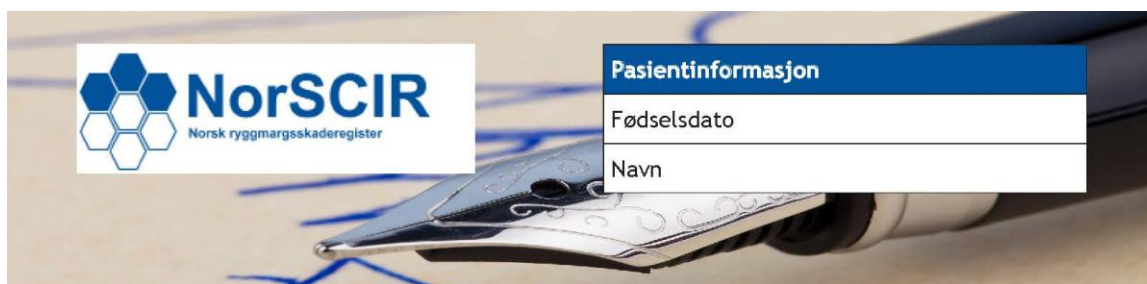 NorSCIR
Norsk ryggmargsskaderegister
Pasientinformasjon
Fødselsdato
Navn